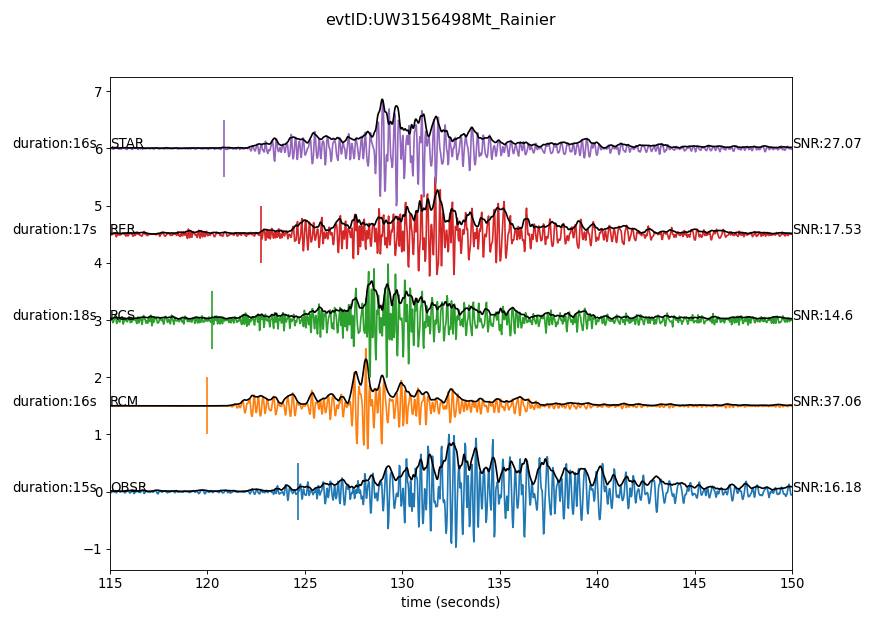 evtID:UW3156498Mt_Rainier
7
duration:16s STAR SNR:27.07
6
5
duration:17s RER SNR:17.53
4
duration:18s RCS SNR:14.6
3
2
duration:16s RCM SNR:37.06
1
duration:15s OBSR SNR:16.18
0
−1
115 120 125 130 135 140 145 150
time (seconds)